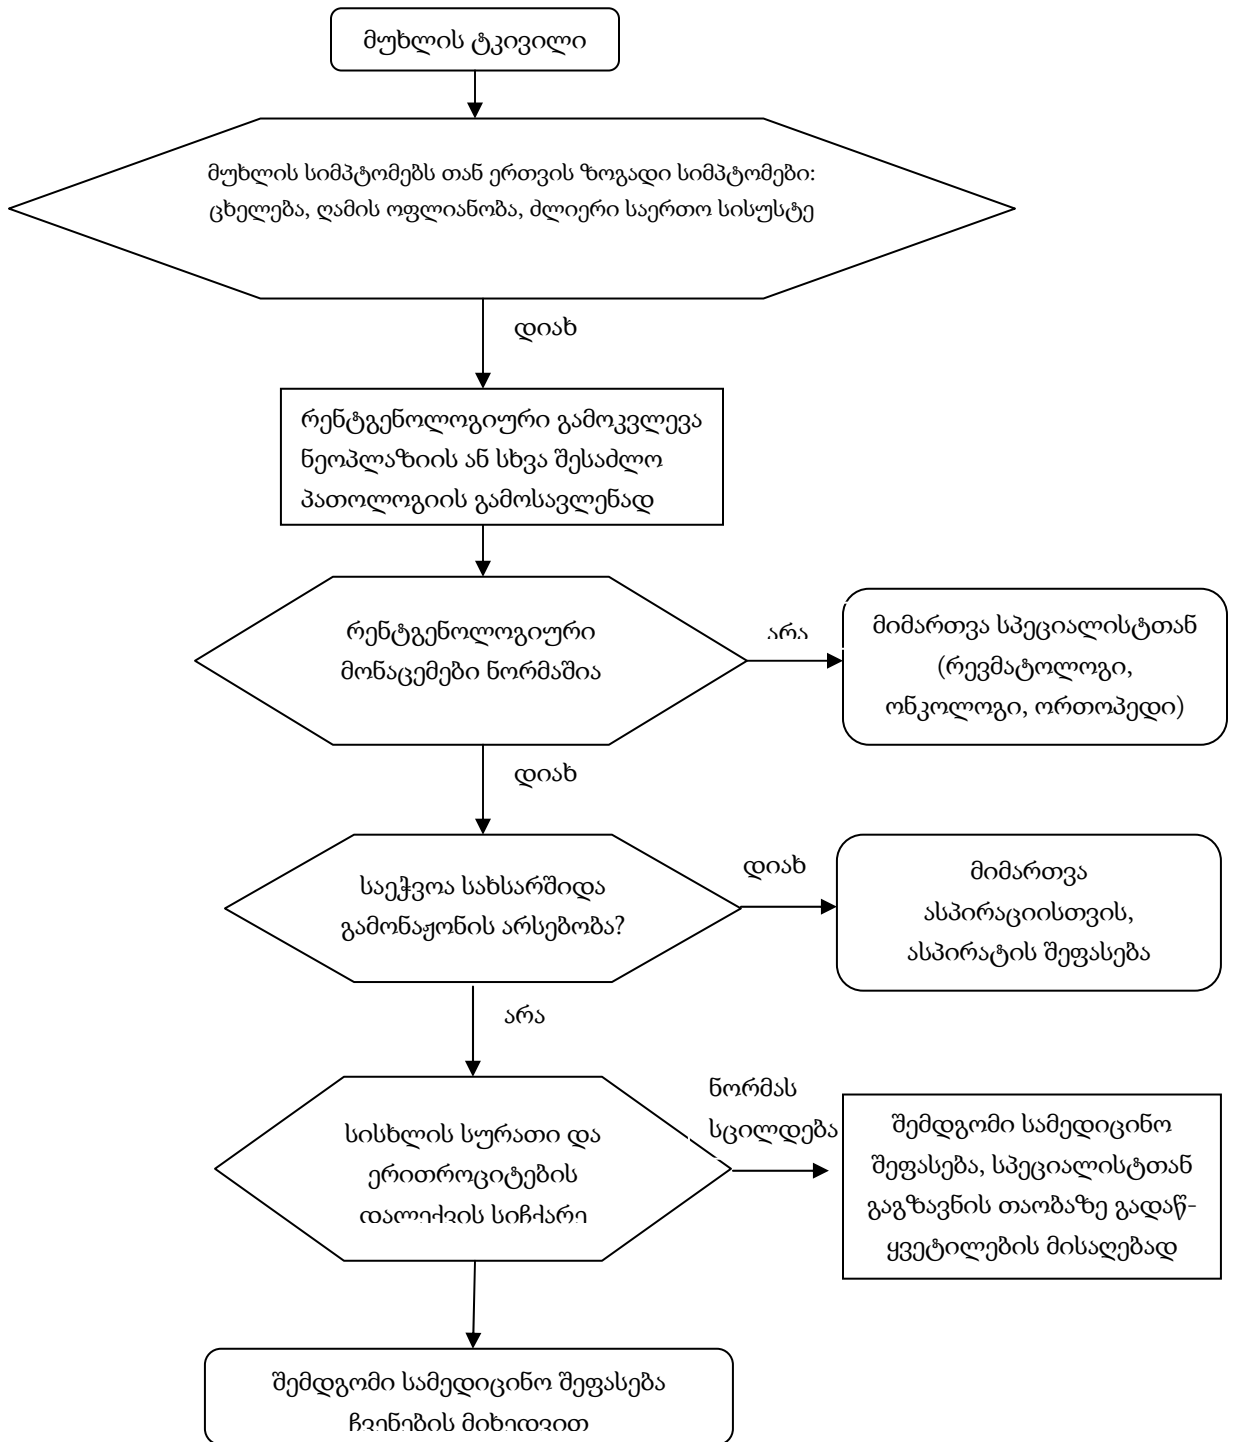 მუხლის ტკივილი
მუხლის სიმპტომებს თან ერთვის ზოგადი სიმპტომები:
ცხელება, ღამის ოფლიანობა, ძლიერი საერთო სისუსტე
დიახ
რენტგენოლოგიური გამოკვლევა
ნეოპლაზიის ან სხვა შესაძლო
პათოლოგიის გამოსავლენად
რენტგენოლოგიური
მონაცემები ნორმაშია
არა
მიმართვა სპეციალისტთან
(რევმატოლოგი,
ონკოლოგი, ორთოპედი)
დიახ
საეჭვოა სახსარშიდა
გამონაჟონის არსებობა?
დიახ
მიმართვა
ასპირაციისთვის,
ასპირატის შეფასება
არა
სისხლის სურათი და
ერითროციტების
დალექვის სიჩქარე
ნორმას
სცილდება
შემდგომი სამედიცინო
შეფასება, სპეციალისტთან
გაგზავნის თაობაზე გადაწ-
ყვეტილების მისაღებად
შემდგომი სამედიცინო შეფასება
ჩვენების მიხედვით